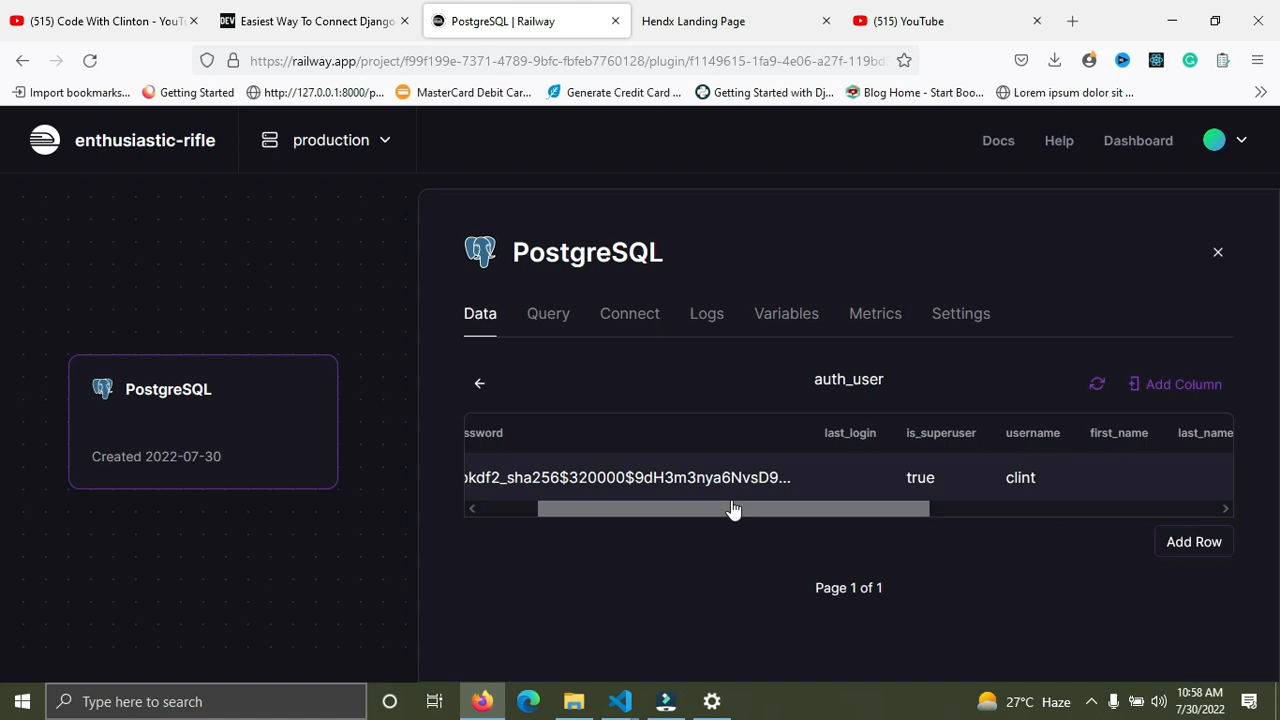 (515) Code With Clinton - YouT
Easiest Way To Connect Django
PostgreSQL | Railway
Hendx Landing Page
(515) YouTube
https://railway.app/project/f99f199e-7371-4789-9bfc-fbfeb7760128/plugin/f1149615-1fa9-4e06-a27f-119bd
Import bookmarks...
Getting Started
http://127.0.0.1:8000/p...
MasterCard Debit Car...
Generate Credit Card ...
Getting Started with Dj...
Blog Home - Start Boo...
Lorem ipsum dolor sit ...
enthusiastic-rifle
production
Docs
Help
Dashboard
PostgreSQL
Created 2022-07-30
PostgreSQL
Data
Query
Connect
Logs
Variables
Metrics
Settings
auth_user
Add Column
ssword
last_login
is_superuser
username
first_name
last_name
bkdf2_sha256$320000$9dH3m3nya6NvsD9...
true
clint
Add Row
Page 1 of 1
Type here to search
27°C Haze
10:58 AM
7/30/2022